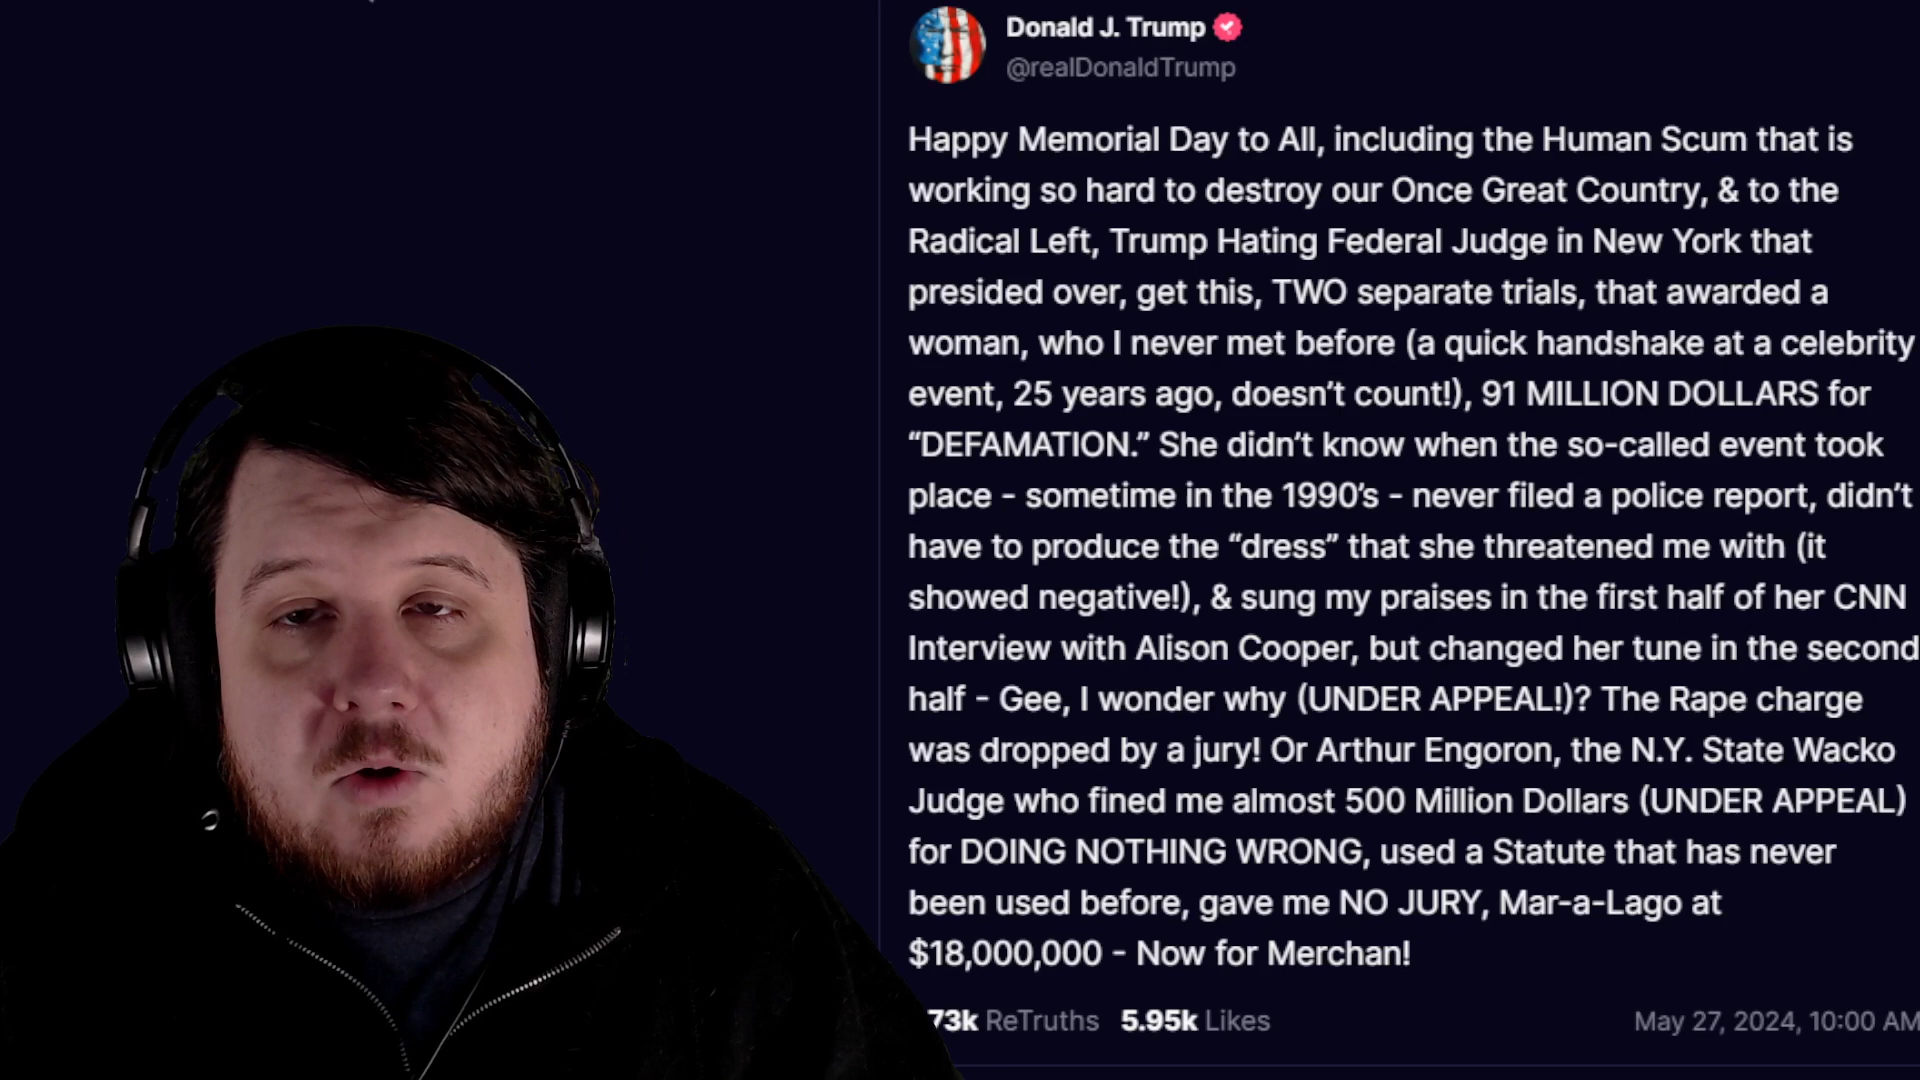 Donald J. Trump
@realDonaldTrump
Happy Memorial Day to All, including the Human Scum that is
working so hard to destroy our Once Great Country, & to the
Radical Left, Trump Hating Federal Judge in New York that
presided over, get this, TWO separate trials, that awarded a
woman, who I never met before (a quick handshake at a celebrity
event, 25 years ago, doesn’t count!), 91 MILLION DOLLARS for
“DEFAMATION.” She didn’t know when the so-called event took
place - sometime in the 1990’s - never filed a police report, didn’t
have to produce the “dress” that she threatened me with (it
showed negative!), & sung my praises in the first half of her CNN
Interview with Alison Cooper, but changed her tune in the second
half - Gee, I wonder why (UNDER APPEAL!)? The Rape charge
was dropped by a jury! Or Arthur Engoron, the N.Y. State Wacko
Judge who fined me almost 500 Million Dollars (UNDER APPEAL)
for DOING NOTHING WRONG, used a Statute that has never
been used before, gave me NO JURY, Mar-a-Lago at
$18,000,000 - Now for Merchan!
73k ReTruths 5.95k Likes May 27, 2024, 10:00 AM